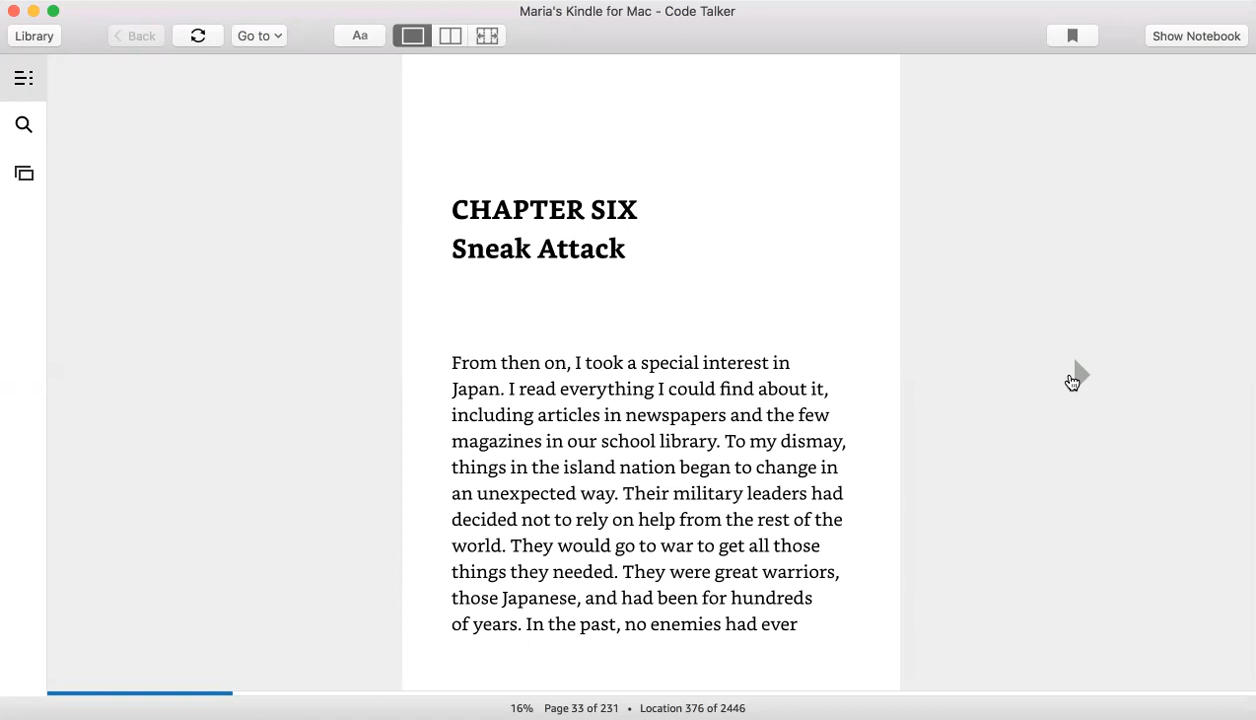 Maria's Kindle for Mac - Code Talker
Library
Back
Go to
Aa
Show Notebook
CHAPTER SIX
Sneak Attack
From then on, I took a special interest in
Japan. I read everything I could find about it,
including articles in newspapers and the few
magazines in our school library. To my dismay,
things in the island nation began to change in
an unexpected way. Their military leaders had
decided not to rely on help from the rest of the
world. They would go to war to get all those
things they needed. They were great warriors,
those Japanese, and had been for hundreds
of years. In the past, no enemies had ever
16% Page 33 of 231 • Location 376 of 2446